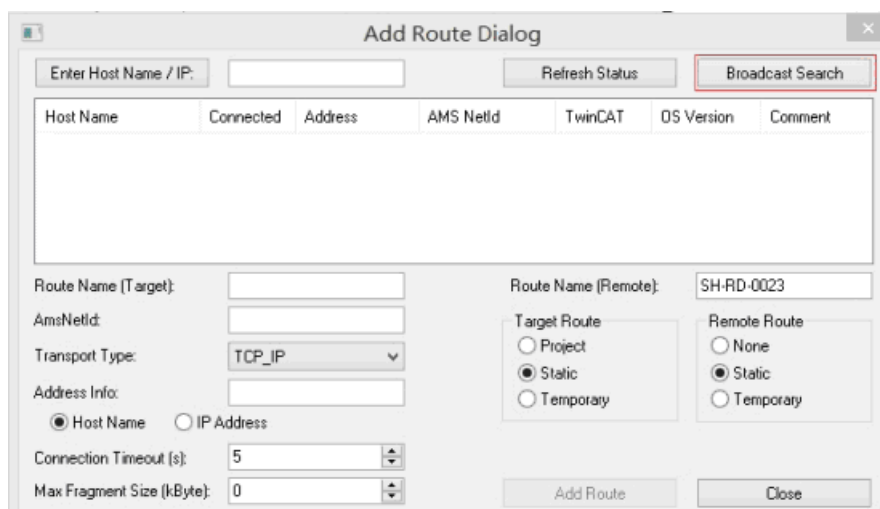 Add Route Dialog
Enter Host Name / IP: Refresh Status Broadcast Search
Host Name Connected Address AMS NetId TwinCAT OS Version Comment
Route Name (Target): Route Name (Remote): SH-RD-0023
AmsNetId: Target Route Remote Route
Transport Type: TCP_IP Project None
Static Static
Address Info: Temporary Temporary
Host Name IP Address
Connection Timeout (s): 5
Max Fragment Size (kByte): 0 Add Route Close